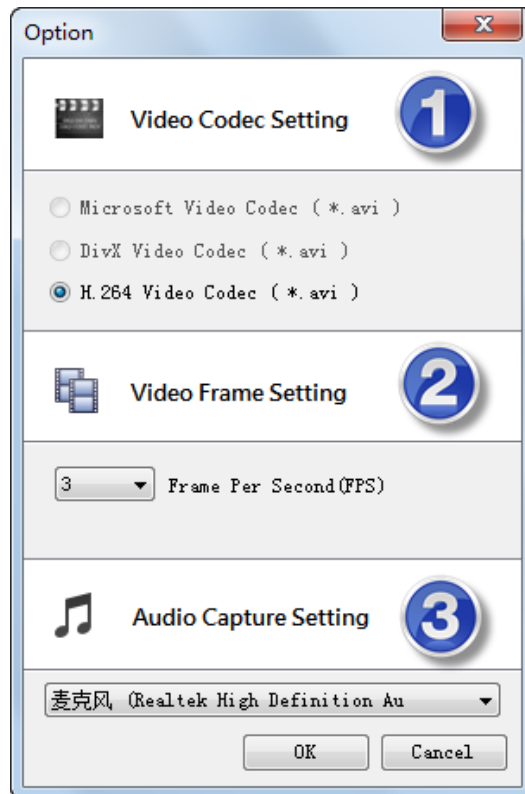 Option
Video Codec Setting
1
Microsoft Video Codec ( *.avi )
DivX Video Codec ( *.avi )
H.264 Video Codec ( *.avi )
Video Frame Setting
2
3 Frame Per Second(FPS)
Audio Capture Setting
3
麦克风 (Realtek High Definition Au
OK Cancel